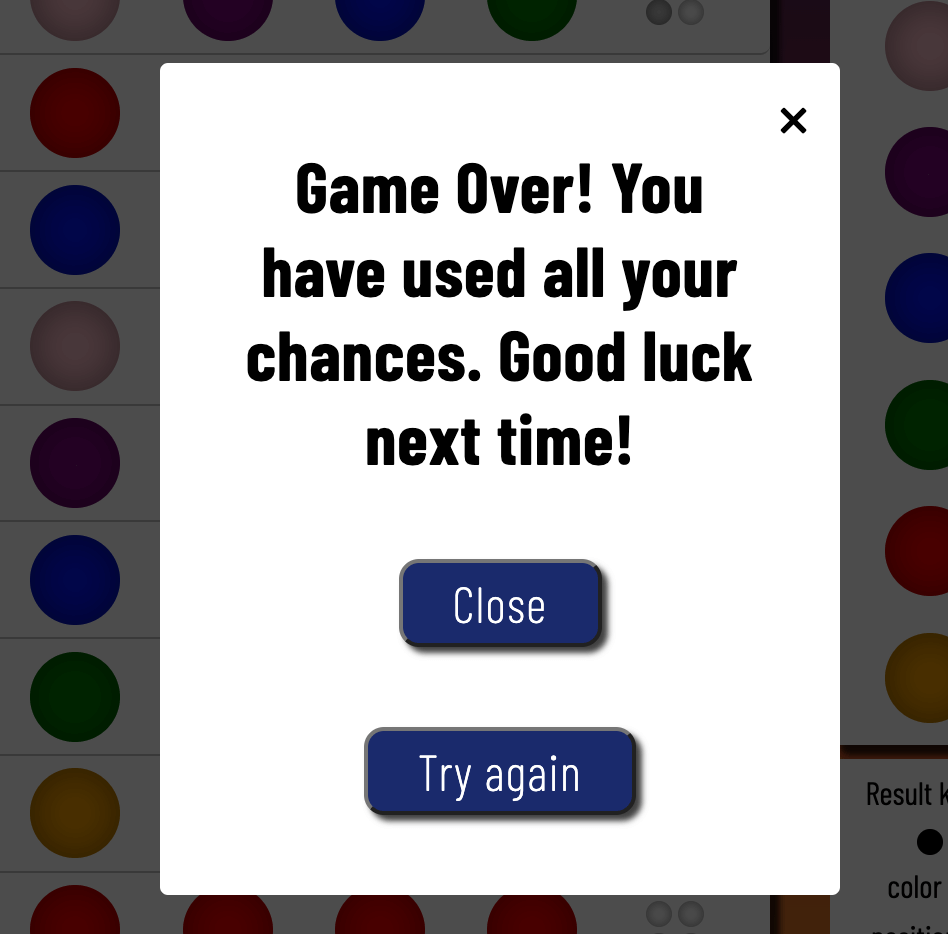 Game Over! You
have used all your
chances. Good luck
next time!
Close
Try again
Result
color